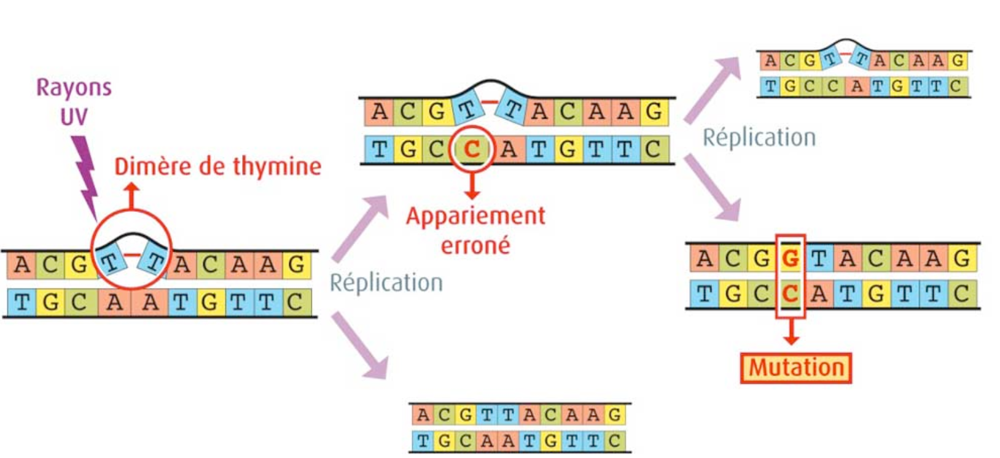 Rayons
UV
Dimère de thymine
A C G T T A C A A G
T G C A A T G T T C
Réplication
A C G T T A C A A G
T G C C A T G T T C
Appariement
erroné
A C G T T A C A A G
T G C A A T G T T C
Réplication
A C G T T A C A A G
T G C C A T G T T C
A C G G T A C A A G
T G C C A T G T T C
Mutation